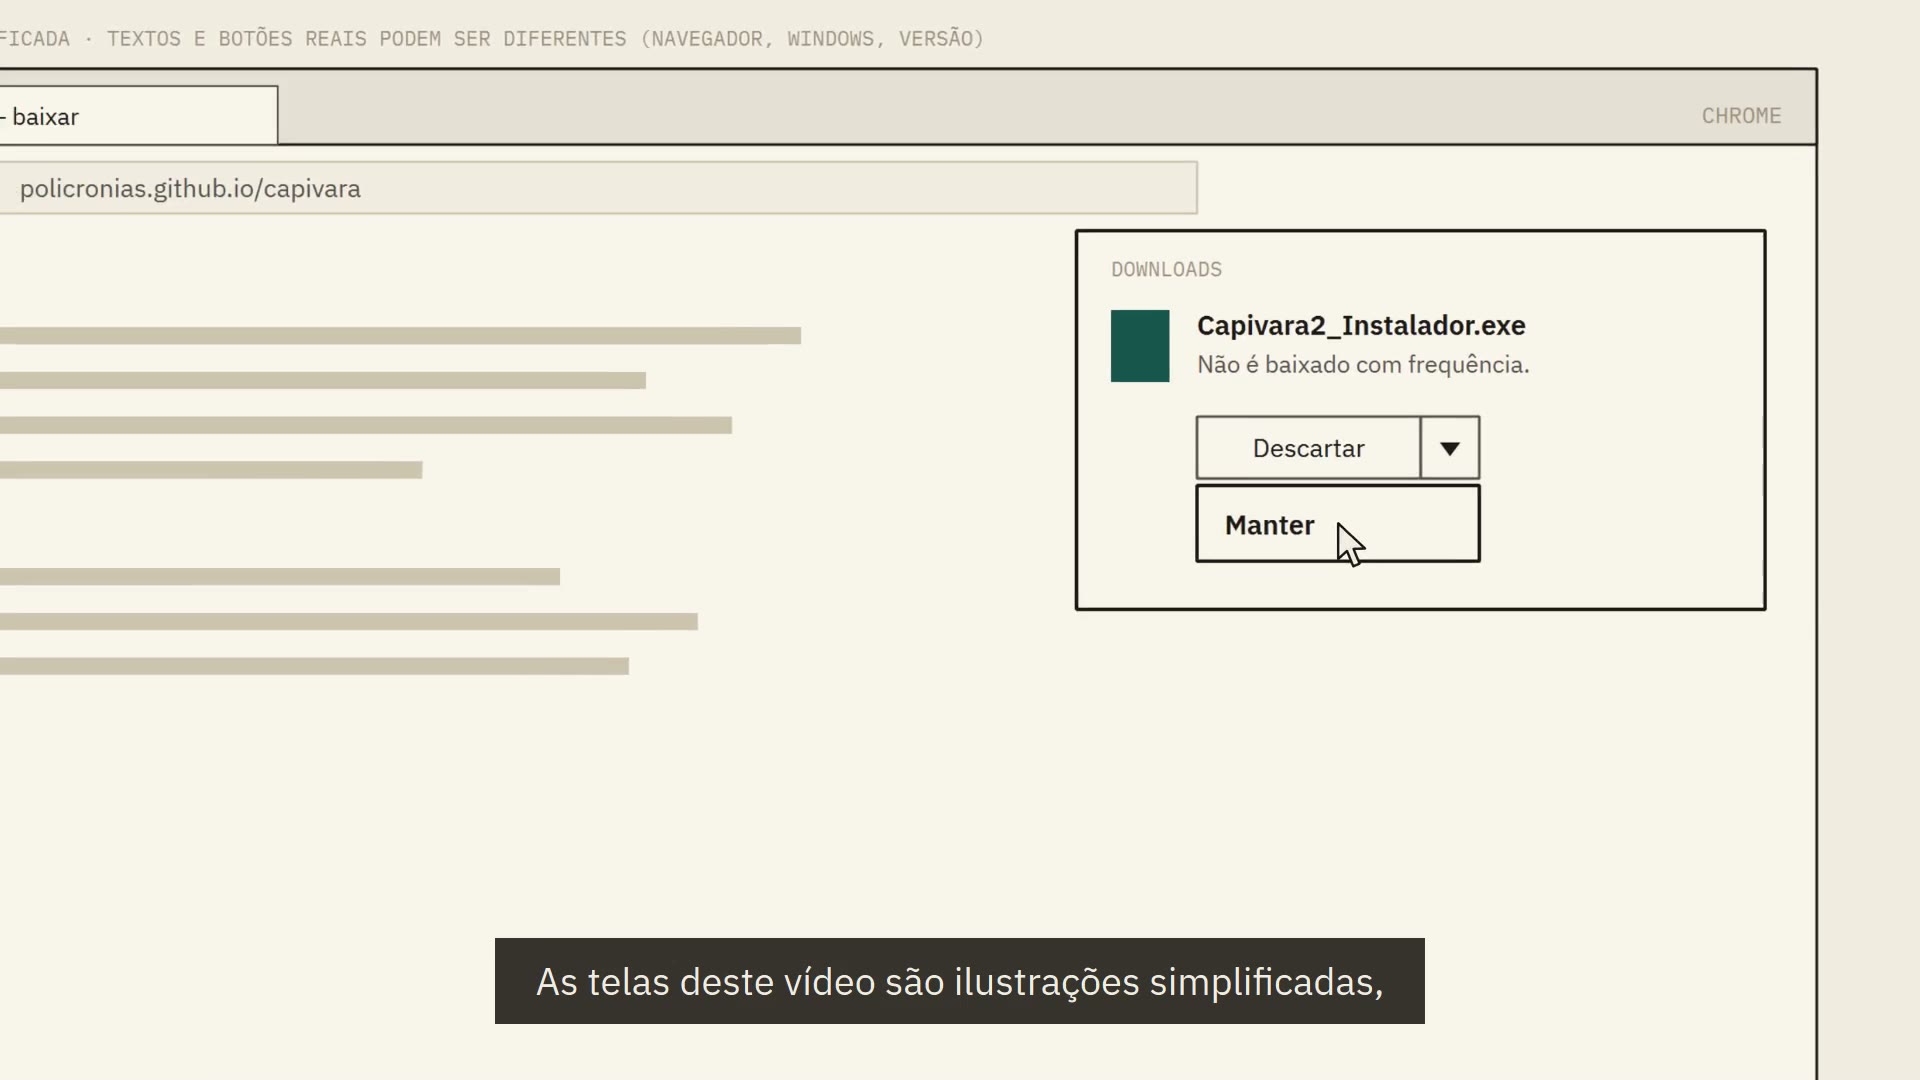 FICADA · TEXTOS E BOTÕES REAIS PODEM SER DIFERENTES (NAVEGADOR, WINDOWS, VERSÃO)
- baixar
CHROME
policronias.github.io/capivara
DOWNLOADS
Capivara2_Instalador.exe
Não é baixado com frequência.
Descartar
Manter
As telas deste vídeo são ilustrações simplificadas,